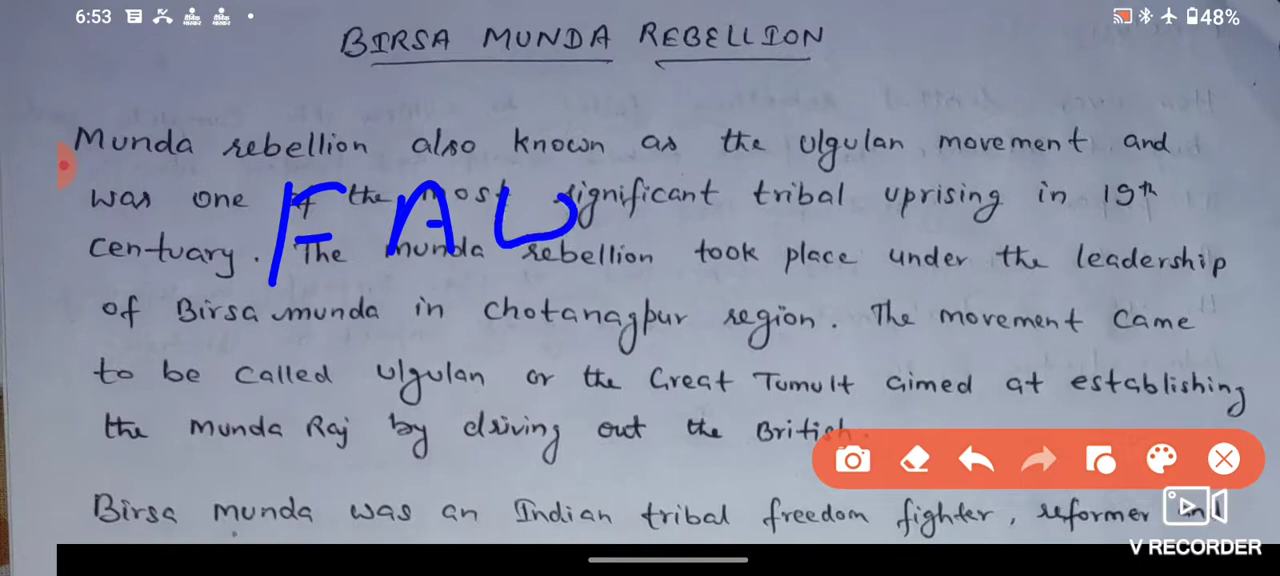 6:53
48%
BIRSA MUNDA REBELLION
Munda rebellion also known as the Ulgulan movement and
was one of the most significant tribal uprising in 19th
centuary. The munda rebellion took place under the leadership
of Birsa munda in Chotanagpur region. The movement came
to be called Ulgulan or the Great Tumult aimed at establishing
the Munda Raj by driving out the British.
Birsa munda was an Indian tribal freedom fighter, reformer and
FAL
V RECORDER